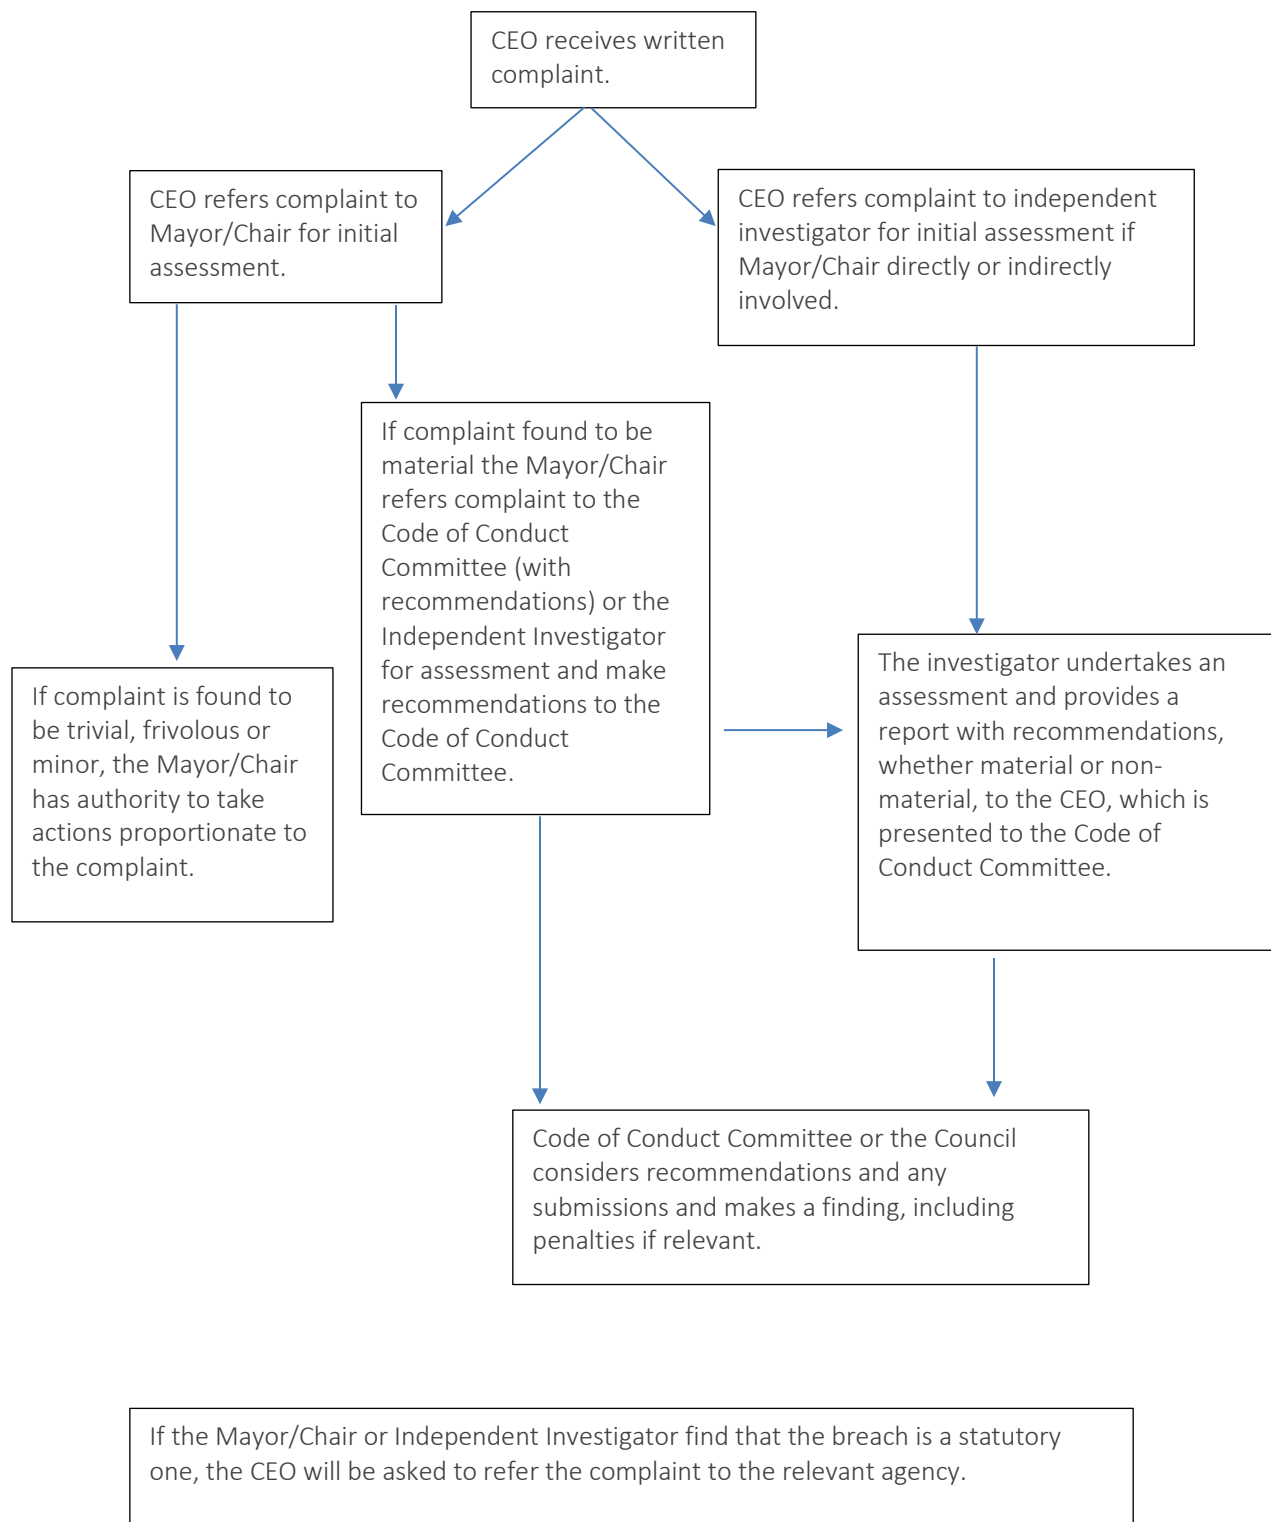 CEO receives written
complaint.
CEO refers complaint to
Mayor/Chair for initial
assessment.
CEO refers complaint to independent
investigator for initial assessment if
Mayor/Chair directly or indirectly
involved.
If complaint found to be
material the Mayor/Chair
refers complaint to the
Code of Conduct
Committee (with
recommendations) or the
Independent Investigator
for assessment and make
recommendations to the
Code of Conduct
Committee.
If complaint is found to
be trivial, frivolous or
minor, the Mayor/Chair
has authority to take
actions proportionate to
the complaint.
The investigator undertakes an
assessment and provides a
report with recommendations,
whether material or non-
material, to the CEO, which is
presented to the Code of
Conduct Committee.
Code of Conduct Committee or the Council
considers recommendations and any
submissions and makes a finding, including
penalties if relevant.
If the Mayor/Chair or Independent Investigator find that the breach is a statutory
one, the CEO will be asked to refer the complaint to the relevant agency.